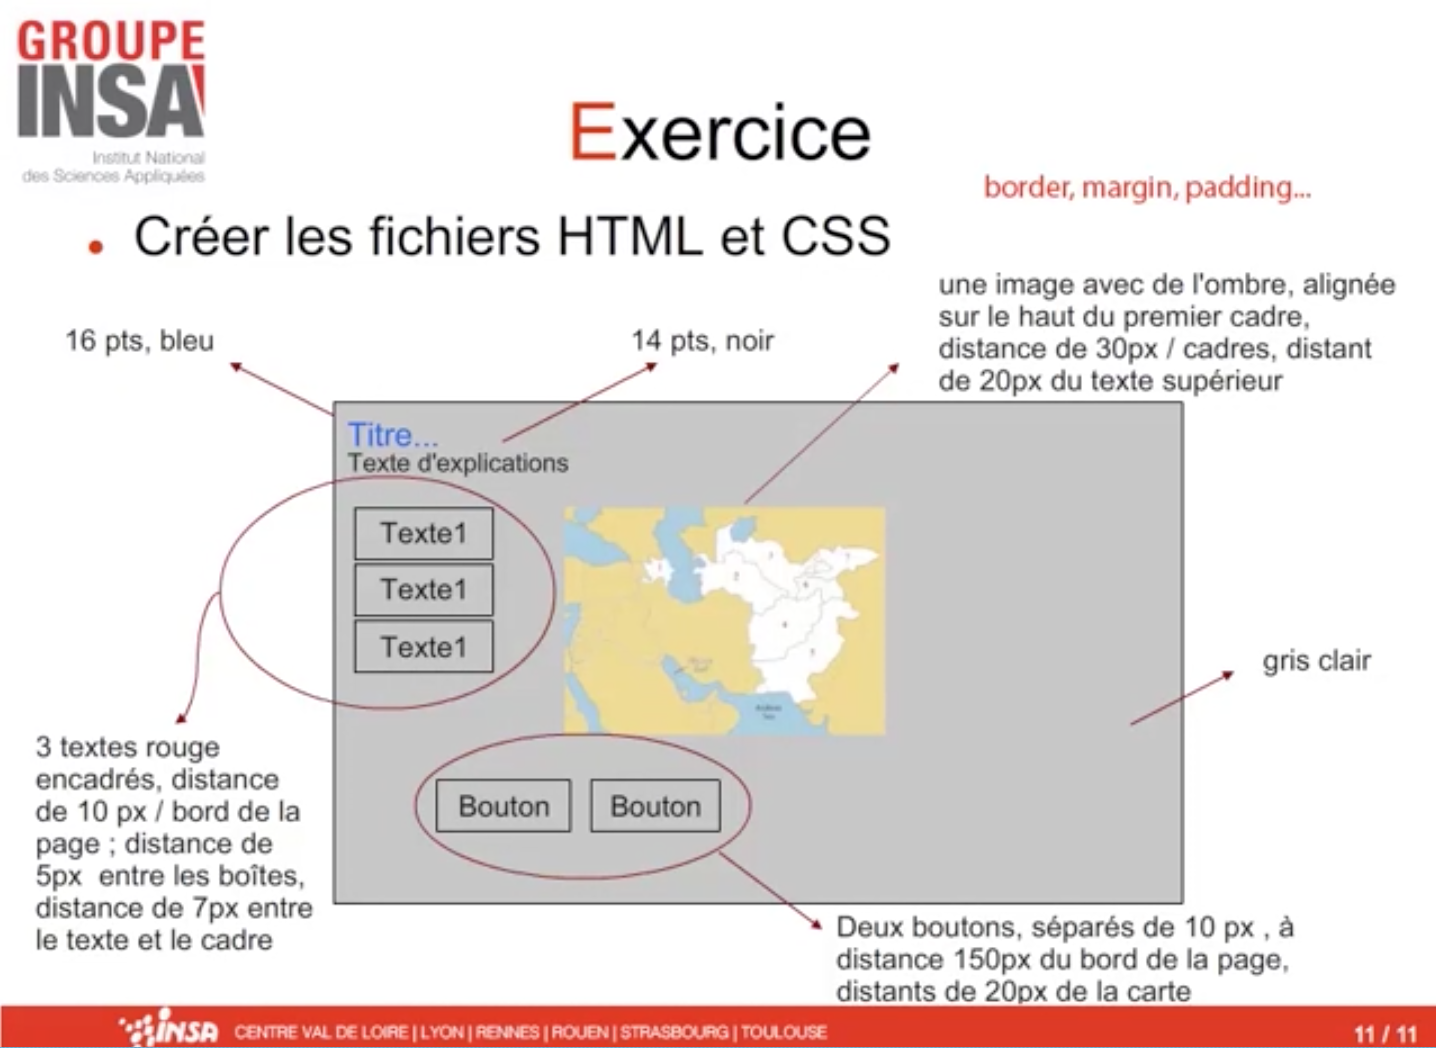 GROUPE
INSA
Institut National
des Sciences Appliquées
Exercice
border, margin, padding...
• Créer les fichiers HTML et CSS
une image avec de l'ombre, alignée
sur le haut du premier cadre,
distance de 30px / cadres, distant
de 20px du texte supérieur
16 pts, bleu
14 pts, noir
Titre...
Texte d'explications
Texte1
Texte1
Texte1
gris clair
3 textes rouge
encadrés, distance
de 10 px / bord de la
page ; distance de
5px entre les boîtes,
distance de 7px entre
le texte et le cadre
Bouton
Bouton
Deux boutons, séparés de 10 px , à
distance 150px du bord de la page,
distants de 20px de la carte
INSA
CENTRE VAL DE LOIRE | LYON | RENNES | ROUEN | STRASBOURG | TOULOUSE
11 / 11